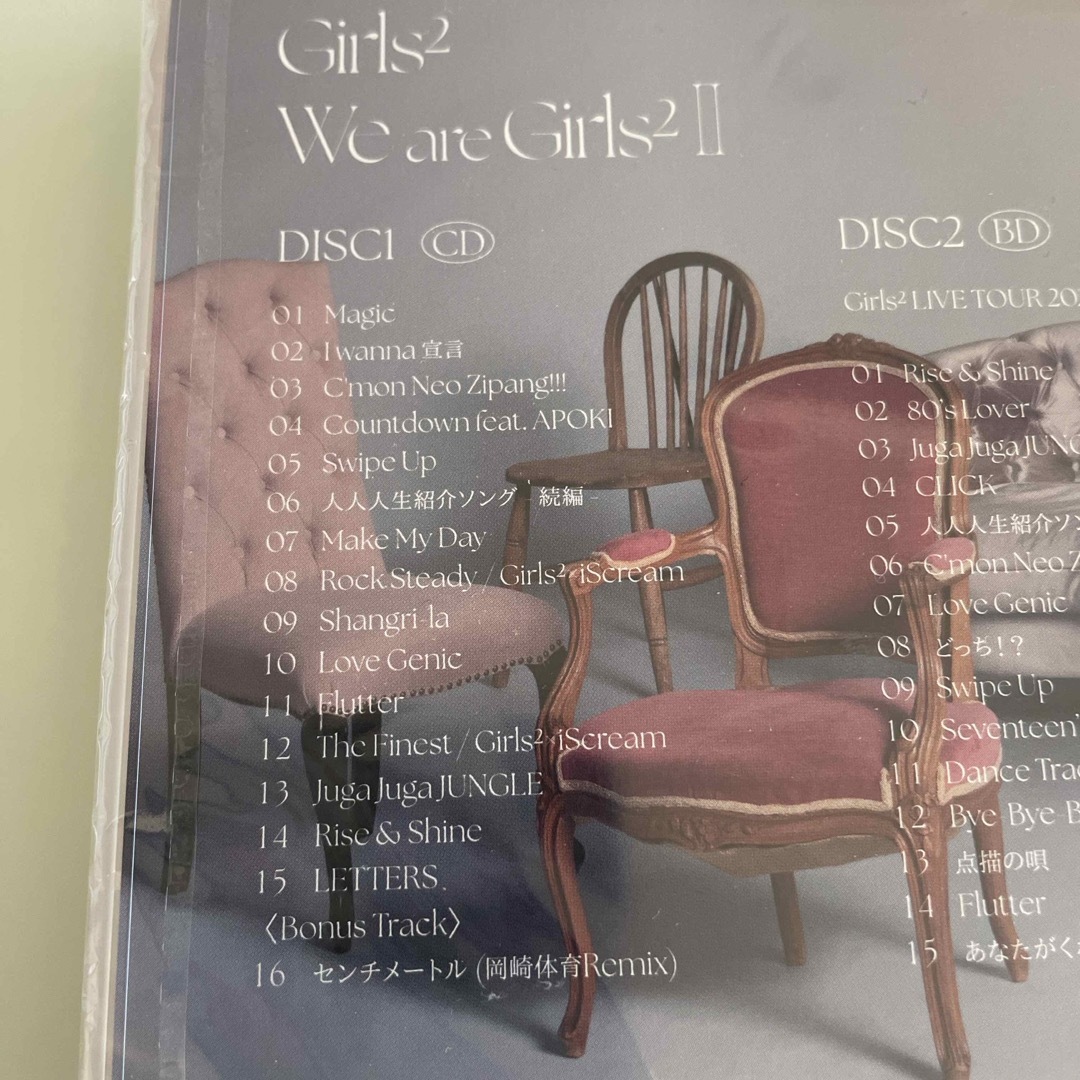 Girls²
We are Girls² II
DISC1 CD
01 Magic
02 I wanna 宣言
03 C'mon Neo Zipang!!!
04 Countdown feat. APOKI
05 Swipe Up
06 人人人生紹介ソング - 続編 -
07 Make My Day
08 Rock Steady / Girls²×iScream
09 Shangri-la
10 Love Genic
11 Flutter
12 The Finest / Girls²×iScream
13 Juga Juga JUNGLE
14 Rise & Shine
15 LETTERS
〈Bonus Track〉
16 センチメートル (岡崎体育Remix)
DISC2 BD
Girls² LIVE TOUR
01 Rise & Shine
02 80's Lover
03 Juga Juga
04 CLICK
05 人人人生紹介
06 C'mon Neo
07 Love Genic
08 どっち!?
09 Swipe Up
10 Seventeen'
11 Dance
12 Bye Bye
13 点描の唄
14 Flutter
15 あなたがく